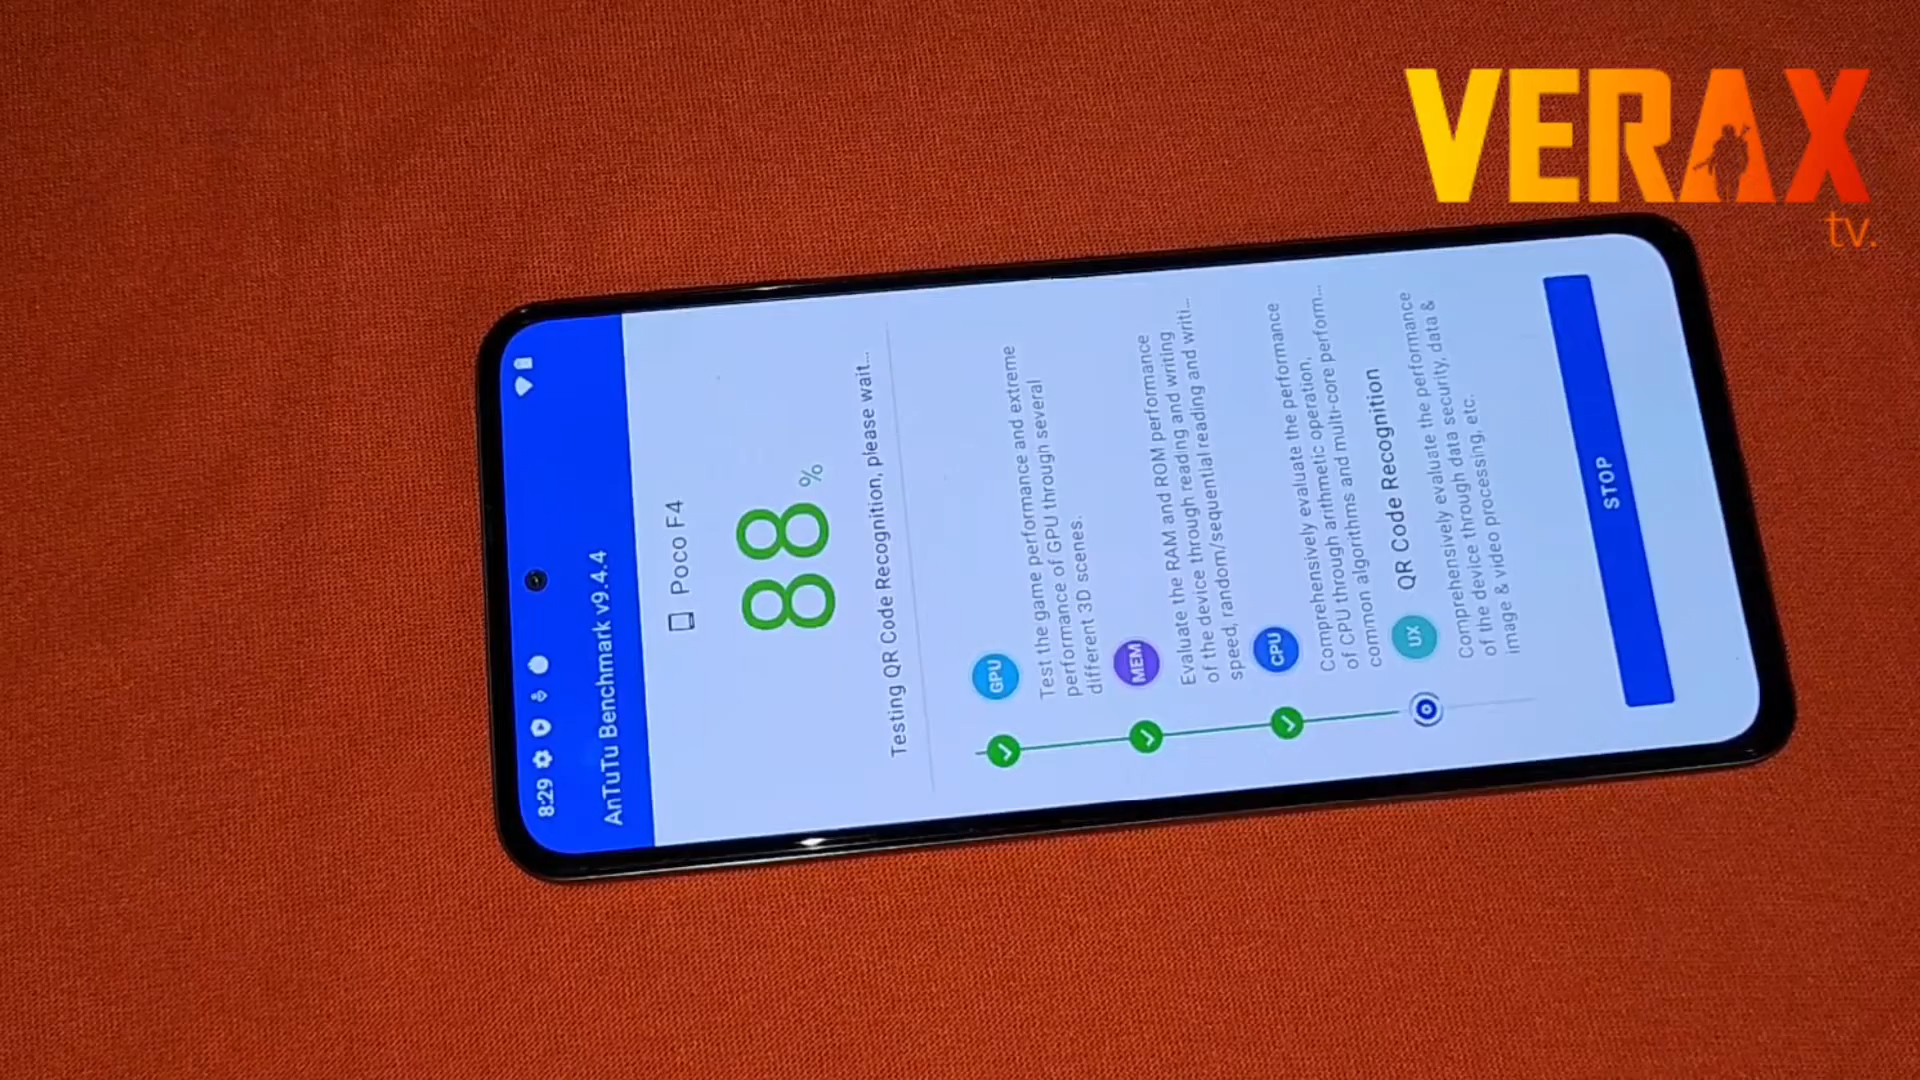 VERAX
tv.
8:29
AnTuTu Benchmark v9.4.4
Poco F4
88 %
Testing QR Code Recognition, please wait...
GPU
Test the game performance and extreme
performance of GPU through several
different 3D scenes.
MEM
Evaluate the RAM and ROM performance
of the device through reading and writing
speed, random/sequential reading and writi...
CPU
Comprehensively evaluate the performance
of CPU through arithmetic operation,
common algorithms and multi-core perform...
UX QR Code Recognition
Comprehensively evaluate the performance
of the device through data security, data &
image & video processing, etc.
STOP